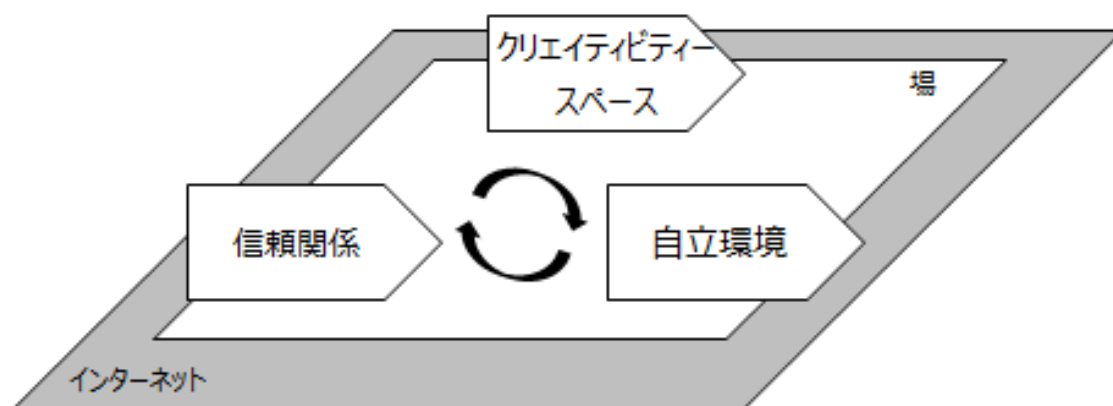 クリエイティビティー
スペース
場
信頼関係
自立環境
インターネット